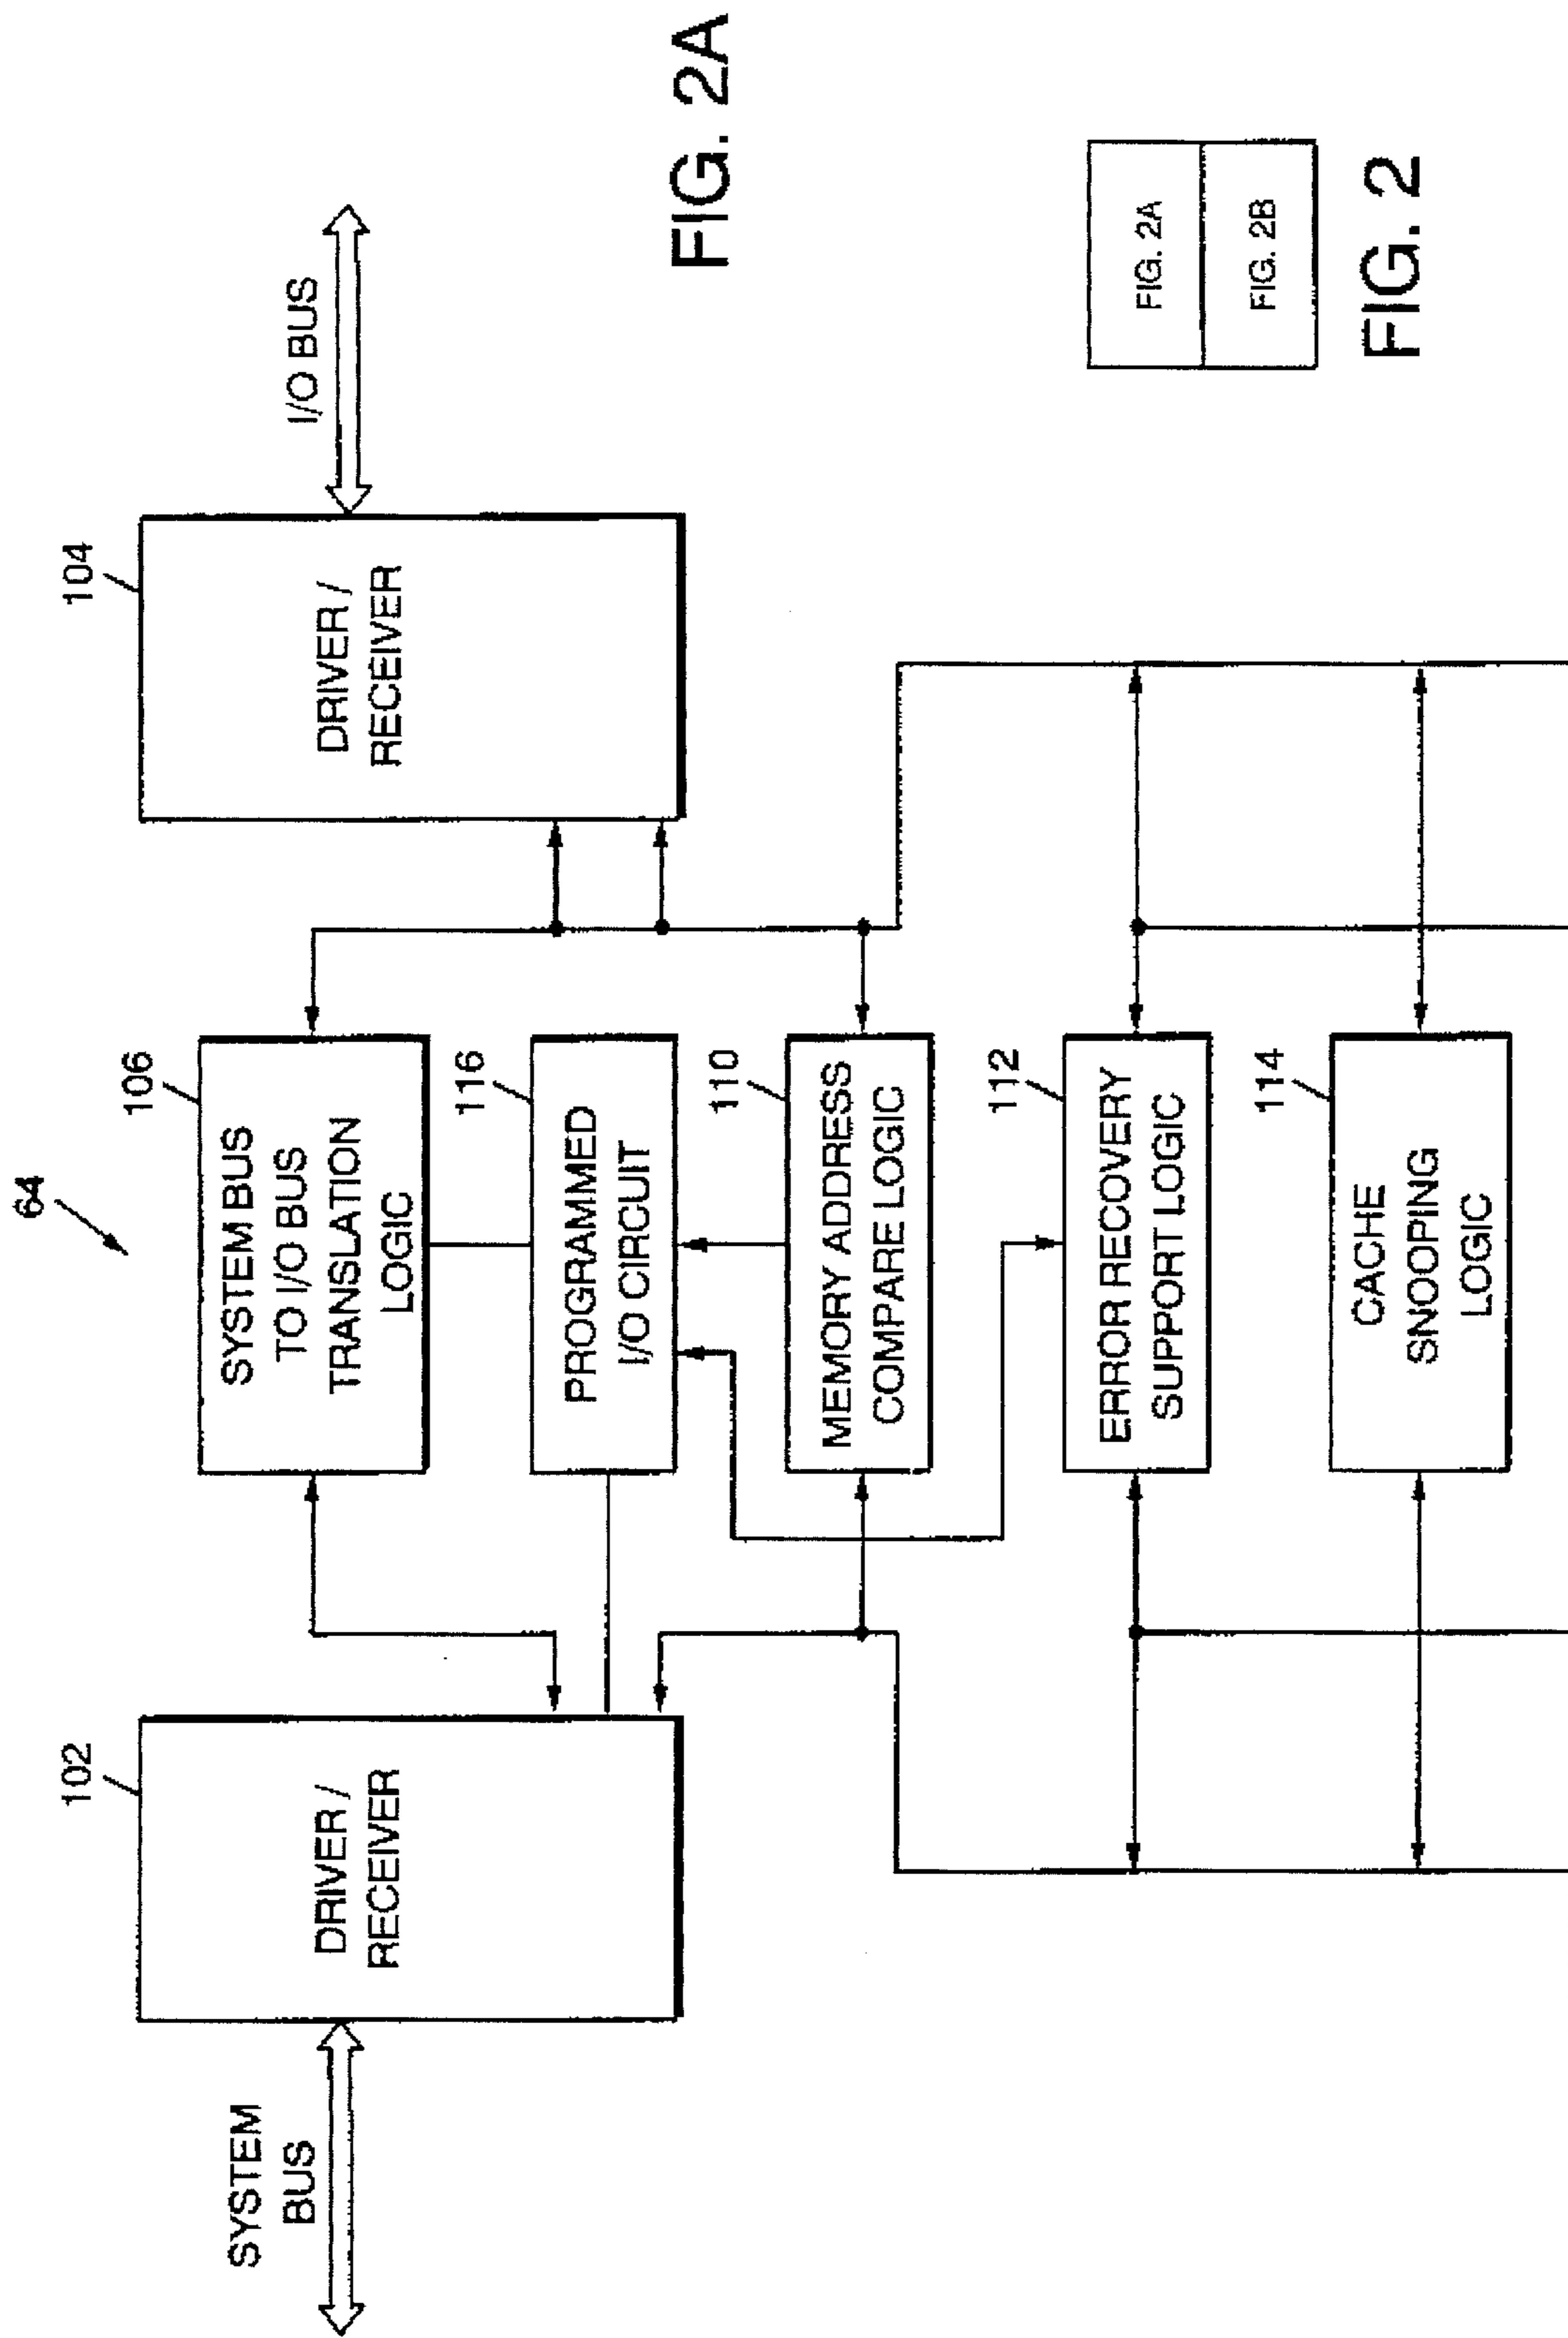 64
SYSTEM
BUS
102
DRIVER /
RECEIVER
106
SYSTEM BUS
TO I/O BUS
TRANSLATION
LOGIC
116
PROGRAMMED
I/O CIRCUIT
110
MEMORY ADDRESS
COMPARE LOGIC
112
ERROR RECOVERY
SUPPORT LOGIC
114
CACHE
SNOOPING
LOGIC
104
DRIVER /
RECEIVER
I/O BUS
FIG. 2A
FIG. 2A
FIG. 2B
FIG. 2